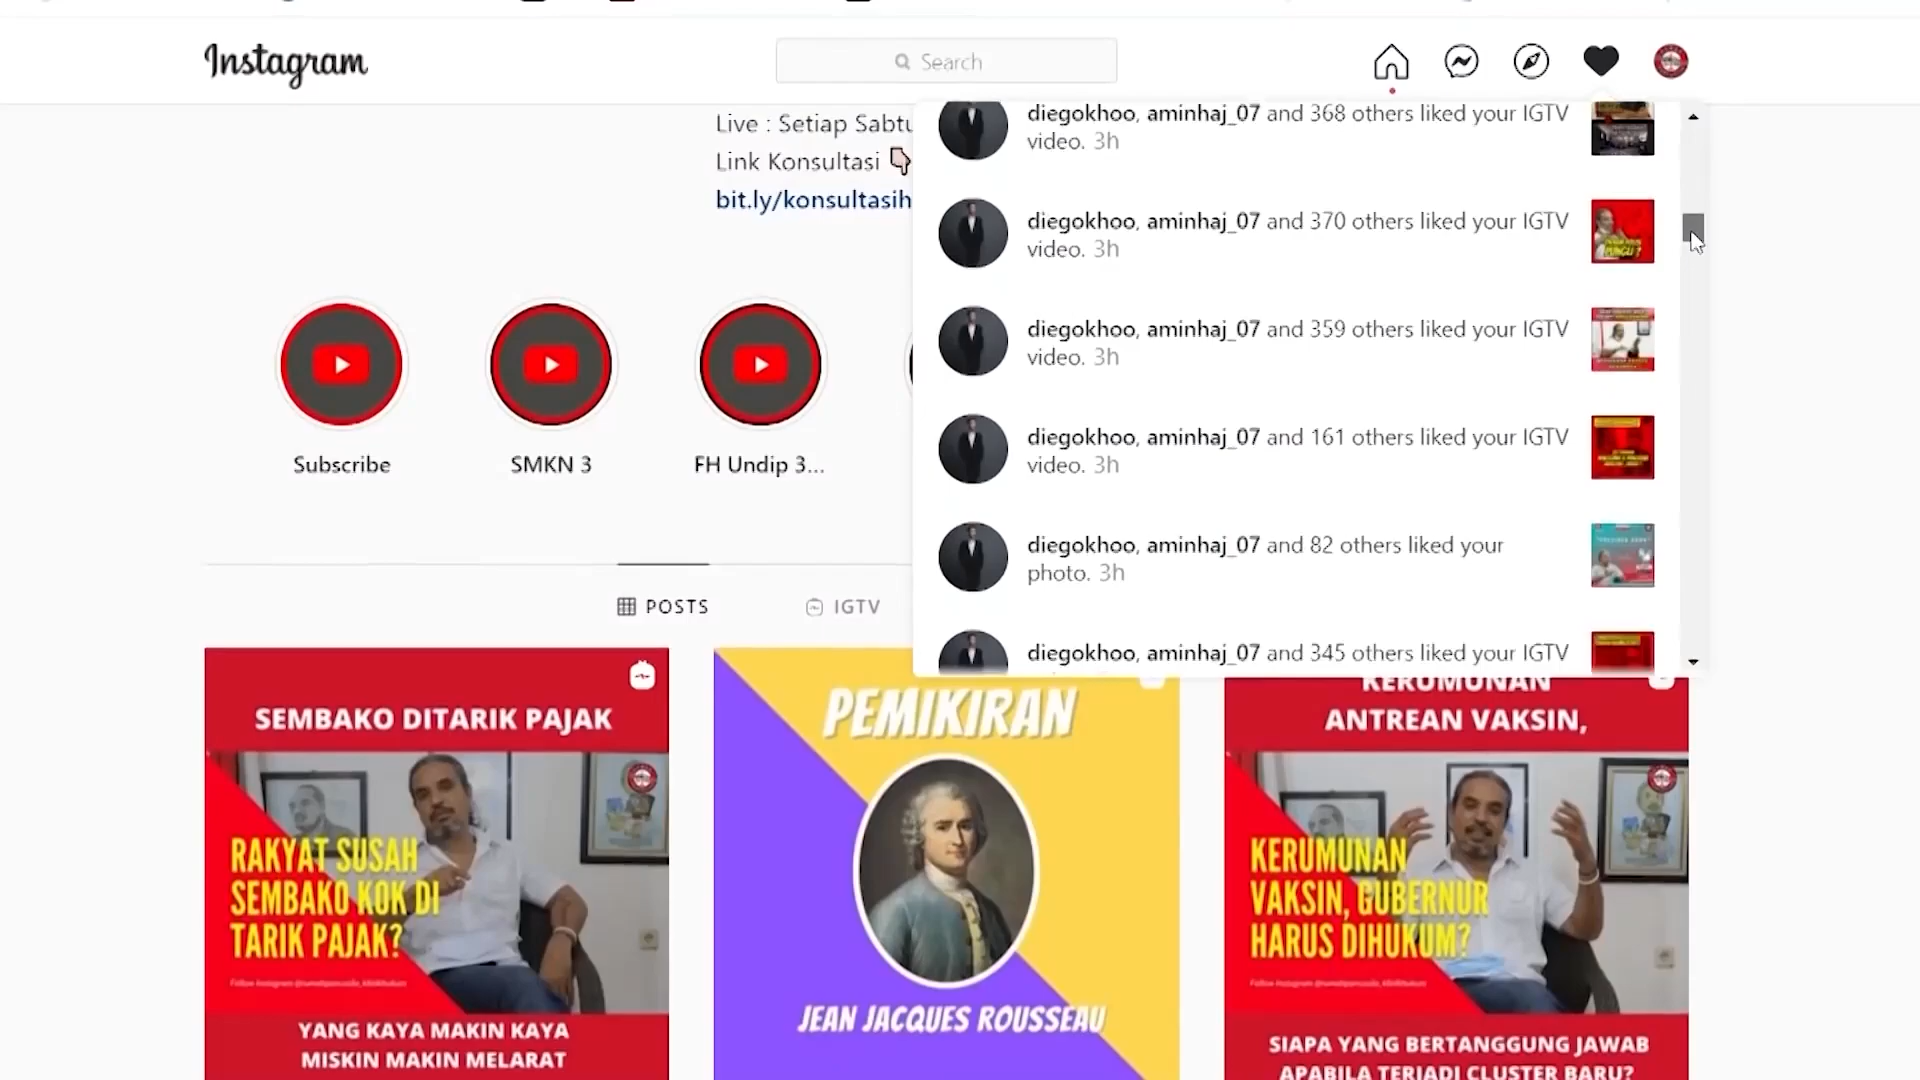 Instagram
Search
Live : Setiap Sabtu
Link Konsultasi
bit.ly/konsultasih
diegokhoo, aminhaj_07 and 368 others liked your IGTV
video. 3h
diegokhoo, aminhaj_07 and 370 others liked your IGTV
video. 3h
PUNGLI ?
diegokhoo, aminhaj_07 and 359 others liked your IGTV
video. 3h
diegokhoo, aminhaj_07 and 161 others liked your IGTV
video. 3h
diegokhoo, aminhaj_07 and 82 others liked your
photo. 3h
diegokhoo, aminhaj_07 and 345 others liked your IGTV
Subscribe
SMKN 3
FH Undip 3...
POSTS
IGTV
SEMBAKO DITARIK PAJAK
RAKYAT SUSAH
SEMBAKO KOK DI
TARIK PAJAK?
YANG KAYA MAKIN KAYA
MISKIN MAKIN MELARAT
PEMIKIRAN
JEAN JACQUES ROUSSEAU
KERUMUNAN
ANTREAN VAKSIN,
KERUMUNAN
VAKSIN, GUBERNUR
HARUS DIHUKUM?
SIAPA YANG BERTANGGUNG JAWAB
APABILA TERJADI CLUSTER BARU?